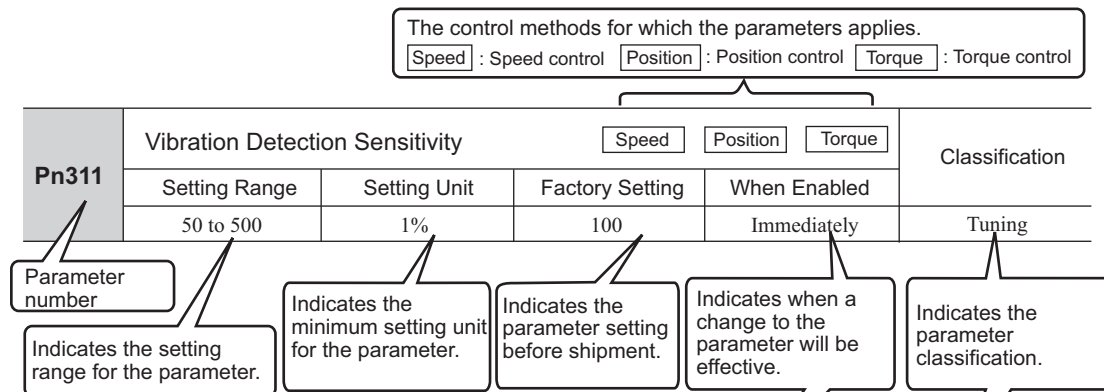 The control methods for which the parameters applies.
Speed : Speed control Position : Position control Torque : Torque control
Pn311
Vibration Detection Sensitivity Speed Position Torque
Classification
Setting Range Setting Unit Factory Setting When Enabled
50 to 500 1% 100 Immediately Tuning
Parameter
number
Indicates the setting
range for the parameter.
Indicates the
minimum setting unit
for the parameter.
Indicates the
parameter setting
before shipment.
Indicates when a
change to the
parameter will be
effective.
Indicates the
parameter
classification.